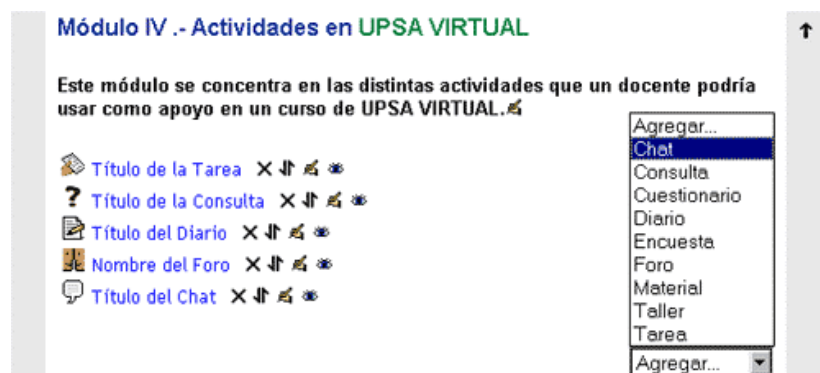 Módulo IV .- Actividades en UPSA VIRTUAL
Este módulo se concentra en las distintas actividades que un docente podría
usar como apoyo en un curso de UPSA VIRTUAL.
Título de la Tarea
Título de la Consulta
Título del Diario
Nombre del Foro
Título del Chat
Agregar...
Chat
Consulta
Cuestionario
Diario
Encuesta
Foro
Material
Taller
Tarea
Agregar...